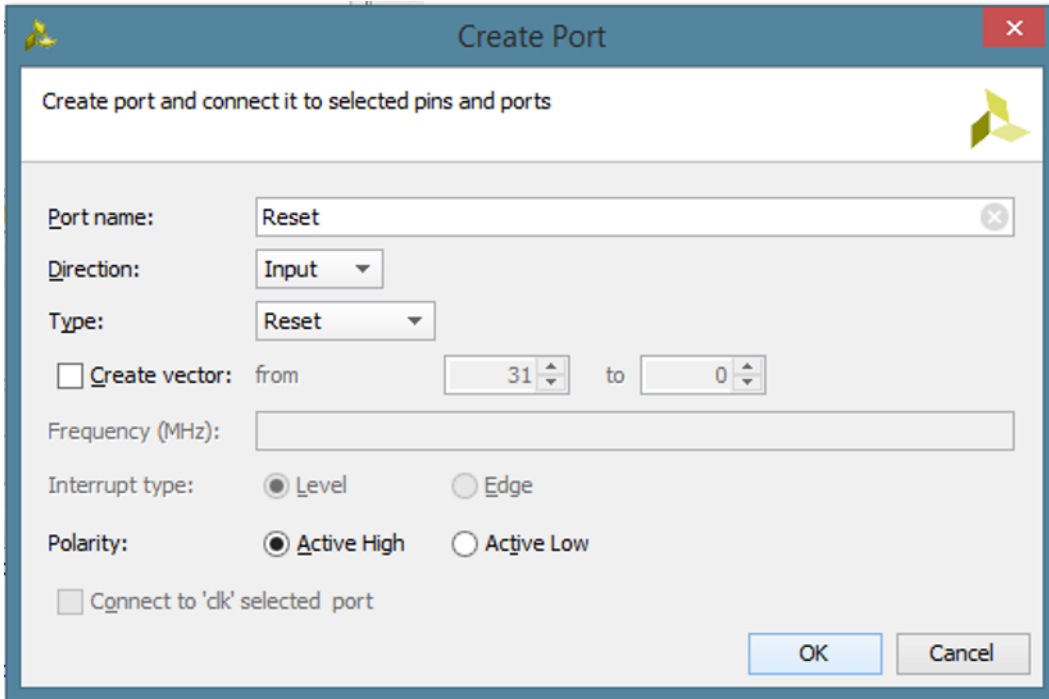 Create Port
Create port and connect it to selected pins and ports
Port name: Reset
Direction: Input
Type: Reset
Create vector: from 31 to 0
Frequency (MHz):
Interrupt type: Level Edge
Polarity: Active High Active Low
Connect to 'clk' selected port
OK Cancel